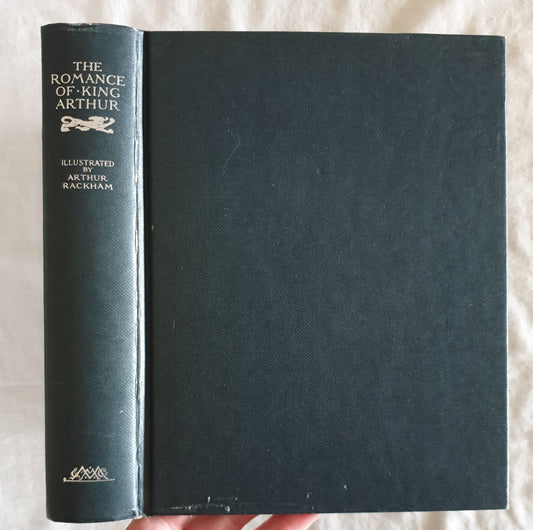 THE
ROMANCE
OF·KING
ARTHUR
ILLUSTRATED
BY
ARTHUR
RACKHAM